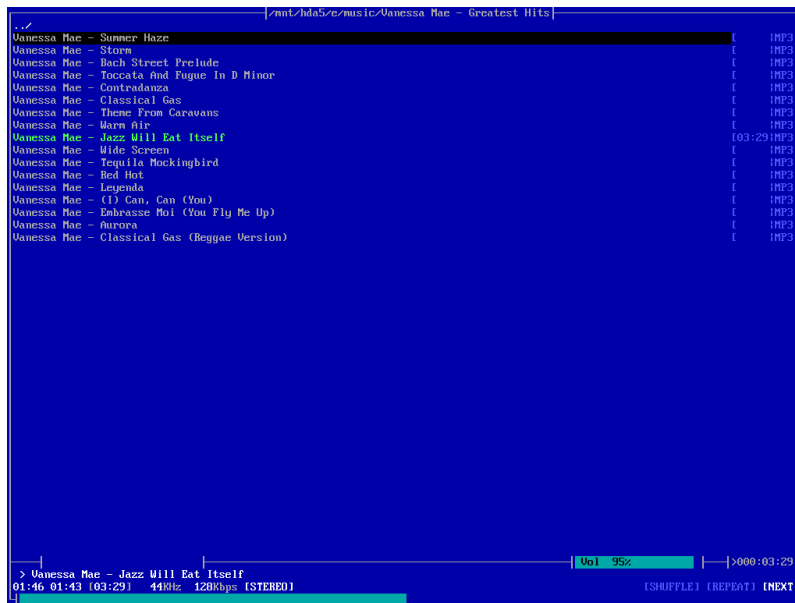 /mnt/hda5/e/music/Vanessa Mae - Greatest Hits
../
Vanessa Mae - Summer Haze [ |MP3
Vanessa Mae - Storm [ |MP3
Vanessa Mae - Bach Street Prelude [ |MP3
Vanessa Mae - Toccata And Fugue In D Minor [ |MP3
Vanessa Mae - Contradanza [ |MP3
Vanessa Mae - Classical Gas [ |MP3
Vanessa Mae - Theme From Caravans [ |MP3
Vanessa Mae - Warm Air [ |MP3
Vanessa Mae - Jazz Will Eat Itself [03:29|MP3
Vanessa Mae - Wide Screen [ |MP3
Vanessa Mae - Tequila Mockingbird [ |MP3
Vanessa Mae - Red Hot [ |MP3
Vanessa Mae - Leyenda [ |MP3
Vanessa Mae - (I) Can, Can (You) [ |MP3
Vanessa Mae - Embrasse Moi (You Fly Me Up) [ |MP3
Vanessa Mae - Aurora [ |MP3
Vanessa Mae - Classical Gas (Reggae Version) [ |MP3
Vol 95% >000:03:29
> Vanessa Mae - Jazz Will Eat Itself
01:46 01:43 [03:29] 44KHz 128Kbps [STEREO] [SHUFFLE] [REPEAT] [NEXT